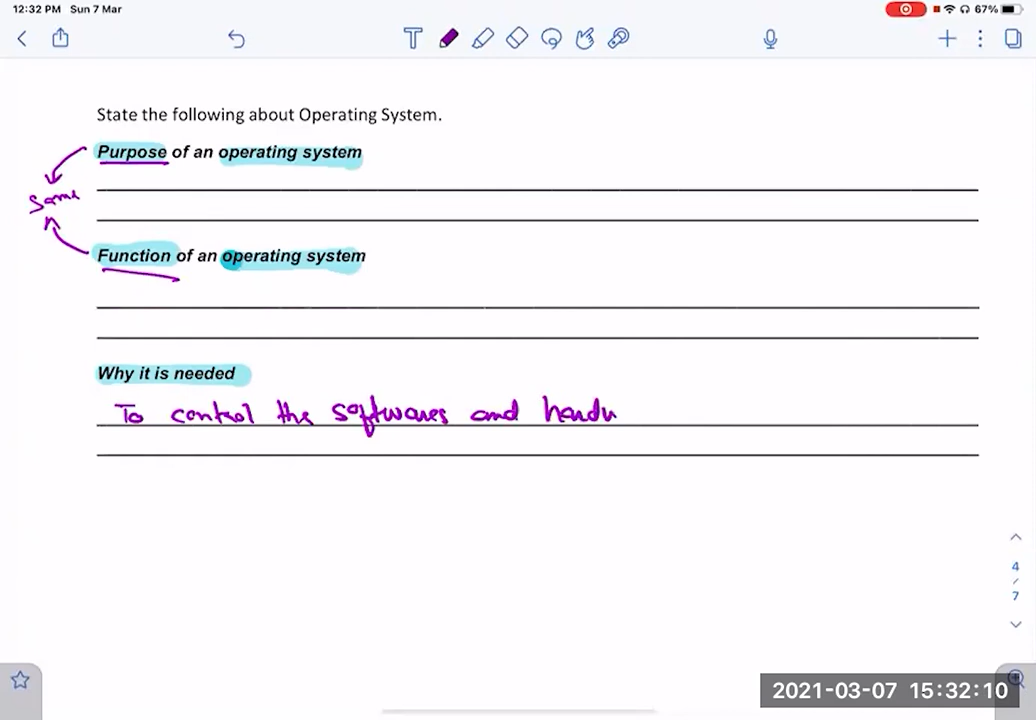 12:32 PM Sun 7 Mar
67%
State the following about Operating System.
Purpose of an operating system
Same
Function of an operating system
Why it is needed
To control the softwares and hardw
4
/
7
2021-03-07 15:32:10